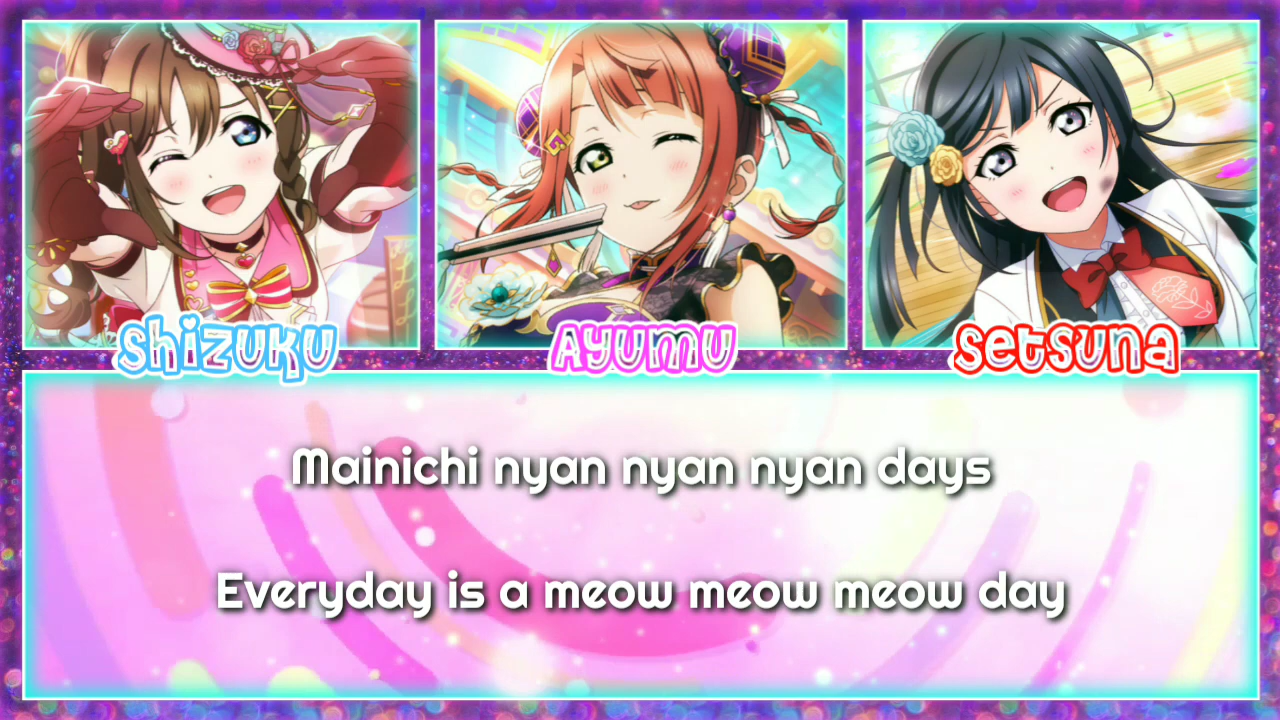 Shizuku
Ayumu
Setsuna
Mainichi nyan nyan nyan days
Everyday is a meow meow meow day